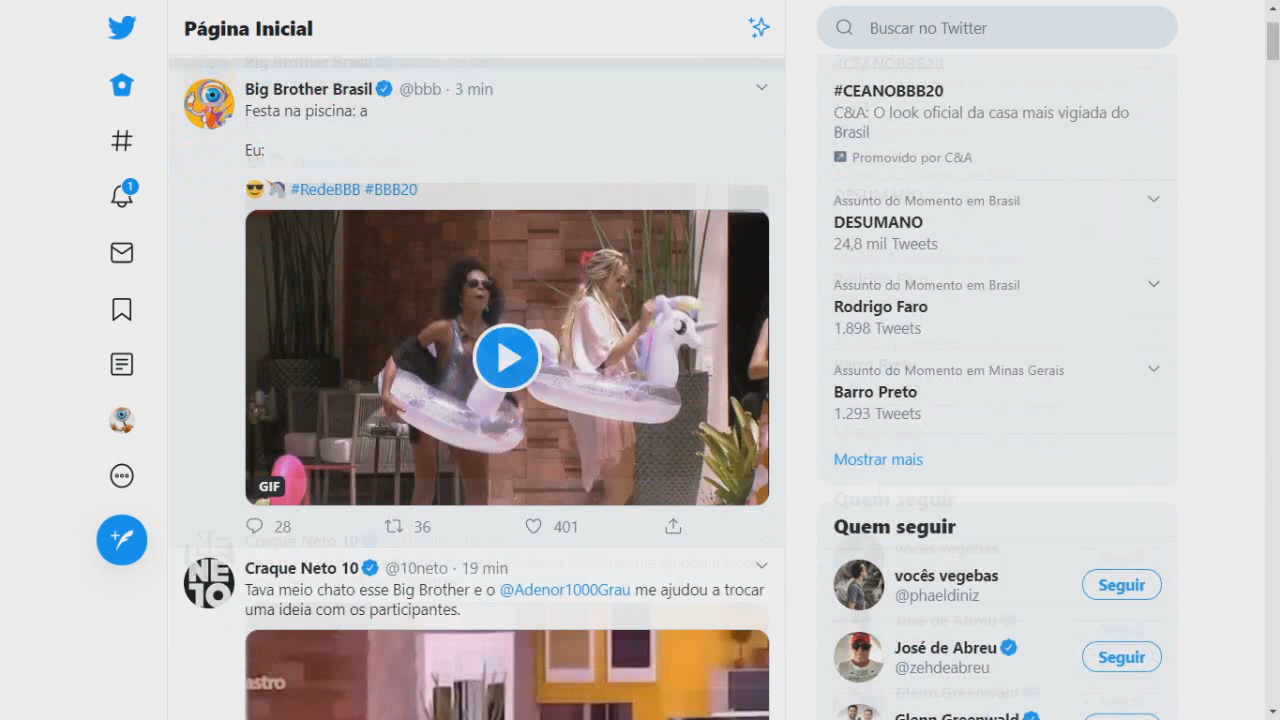 Página Inicial
Big Brother Brasil @bbb · 3 min
Festa na piscina: a
Eu:
#RedeBBB #BBB20
GIF
28 36 401
Craque Neto 10 @10neto · 19 min
Tava meio chato esse Big Brother e o @Adenor1000Grau me ajudou a trocar
uma ideia com os participantes.
astro
1
NE
10
Buscar no Twitter
#CEANOBBB20
C&A: O look oficial da casa mais vigiada do
Brasil
Promovido por C&A
Assunto do Momento em Brasil
DESUMANO
24,8 mil Tweets
Assunto do Momento em Brasil
Rodrigo Faro
1.898 Tweets
Assunto do Momento em Minas Gerais
Barro Preto
1.293 Tweets
Mostrar mais
Quem seguir
vocês vegebas
@phaeldiniz
Seguir
José de Abreu
@zehdeabreu
Seguir
Glenn Greenwald